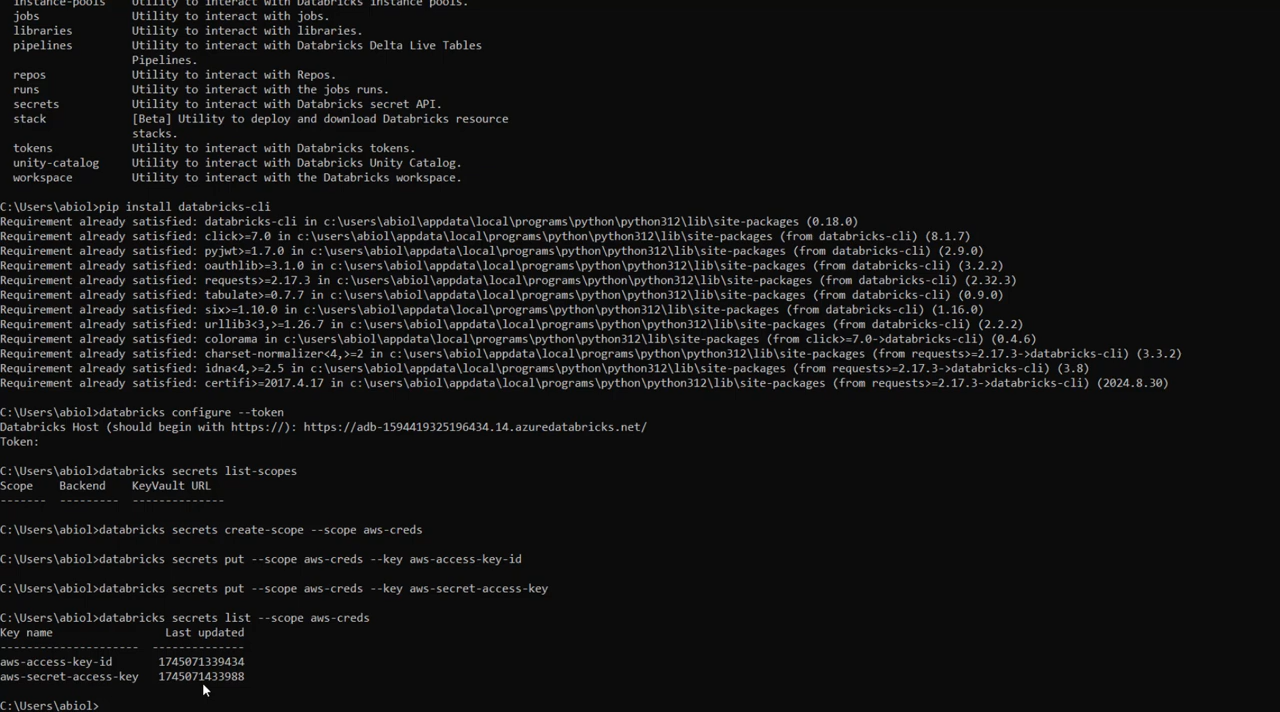 instance-pools Utility to interact with Databricks instance pools.
jobs Utility to interact with jobs.
libraries Utility to interact with libraries.
pipelines Utility to interact with Databricks Delta Live Tables
Pipelines.
repos Utility to interact with Repos.
runs Utility to interact with the jobs runs.
secrets Utility to interact with Databricks secret API.
stack [Beta] Utility to deploy and download Databricks resource
stacks.
tokens Utility to interact with Databricks tokens.
unity-catalog Utility to interact with Databricks Unity Catalog.
workspace Utility to interact with the Databricks workspace.
C:\Users\abiol>pip install databricks-cli
Requirement already satisfied: databricks-cli in c:\users\abiol\appdata\local\programs\python\python312\lib\site-packages (0.18.0)
Requirement already satisfied: click>=7.0 in c:\users\abiol\appdata\local\programs\python\python312\lib\site-packages (from databricks-cli) (8.1.7)
Requirement already satisfied: pyjwt>=1.7.0 in c:\users\abiol\appdata\local\programs\python\python312\lib\site-packages (from databricks-cli) (2.9.0)
Requirement already satisfied: oauthlib>=3.1.0 in c:\users\abiol\appdata\local\programs\python\python312\lib\site-packages (from databricks-cli) (3.2.2)
Requirement already satisfied: requests>=2.17.3 in c:\users\abiol\appdata\local\programs\python\python312\lib\site-packages (from databricks-cli) (2.32.3)
Requirement already satisfied: tabulate>=0.7.7 in c:\users\abiol\appdata\local\programs\python\python312\lib\site-packages (from databricks-cli) (0.9.0)
Requirement already satisfied: six>=1.10.0 in c:\users\abiol\appdata\local\programs\python\python312\lib\site-packages (from databricks-cli) (1.16.0)
Requirement already satisfied: urllib3<3,>=1.26.7 in c:\users\abiol\appdata\local\programs\python\python312\lib\site-packages (from databricks-cli) (2.2.2)
Requirement already satisfied: colorama in c:\users\abiol\appdata\local\programs\python\python312\lib\site-packages (from click>=7.0->databricks-cli) (0.4.6)
Requirement already satisfied: charset-normalizer<4,>=2 in c:\users\abiol\appdata\local\programs\python\python312\lib\site-packages (from requests>=2.17.3->databricks-cli) (3.3.2)
Requirement already satisfied: idna<4,>=2.5 in c:\users\abiol\appdata\local\programs\python\python312\lib\site-packages (from requests>=2.17.3->databricks-cli) (3.8)
Requirement already satisfied: certifi>=2017.4.17 in c:\users\abiol\appdata\local\programs\python\python312\lib\site-packages (from requests>=2.17.3->databricks-cli) (2024.8.30)
C:\Users\abiol>databricks configure --token
Databricks Host (should begin with https://): https://adb-1594419325196434.14.azuredatabricks.net/
Token:
C:\Users\abiol>databricks secrets list-scopes
Scope Backend KeyVault URL
------- --------- --------------
C:\Users\abiol>databricks secrets create-scope --scope aws-creds
C:\Users\abiol>databricks secrets put --scope aws-creds --key aws-access-key-id
C:\Users\abiol>databricks secrets put --scope aws-creds --key aws-secret-access-key
C:\Users\abiol>databricks secrets list --scope aws-creds
Key name Last updated
--------------------- --------------
aws-access-key-id 1745071339434
aws-secret-access-key 1745071433988
C:\Users\abiol>